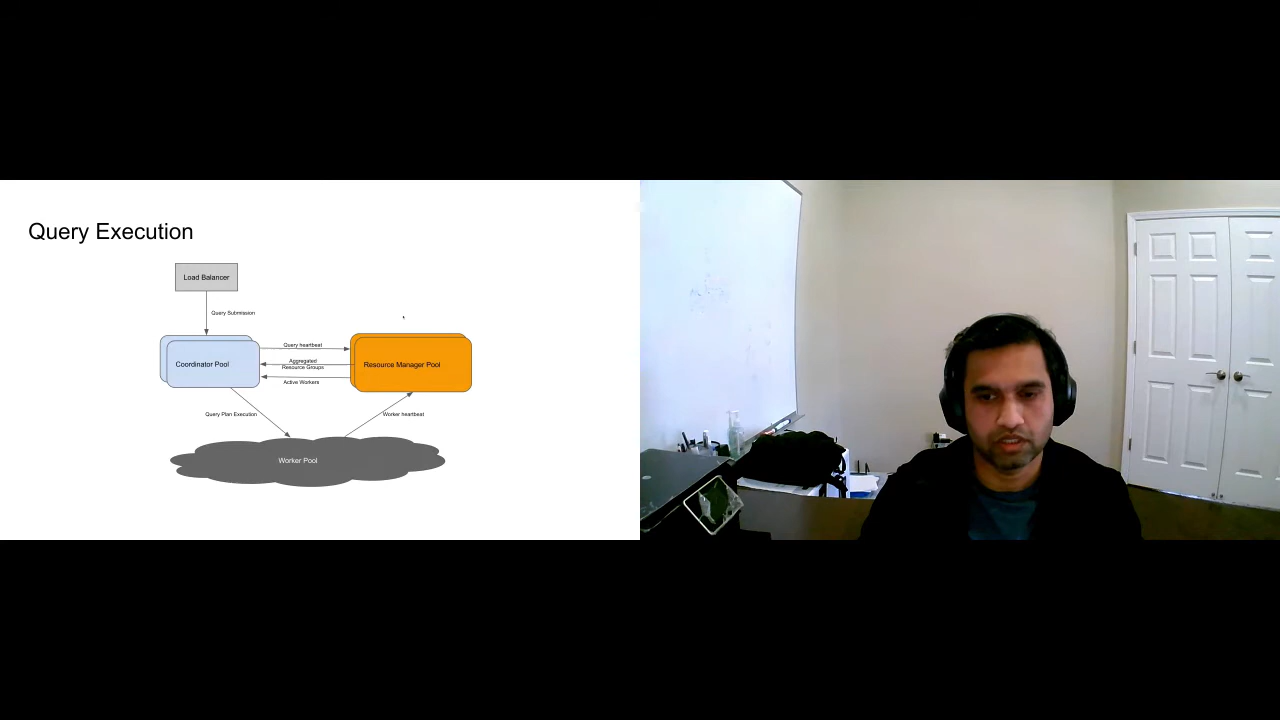 Query Execution
Load Balancer
Query Submission
Coordinator Pool
Query heartbeat
Aggregated
Resource Groups
Active Workers
Resource Manager Pool
Query Plan Execution
Worker heartbeat
Worker Pool